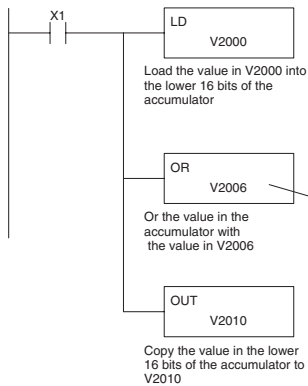 X1
LD
V2000
Load the value in V2000 into
the lower 16 bits of the
accumulator
OR
V2006
Or the value in the
accumulator with
the value in V2006
OUT
V2010
Copy the value in the lower
16 bits of the accumulator to
V2010